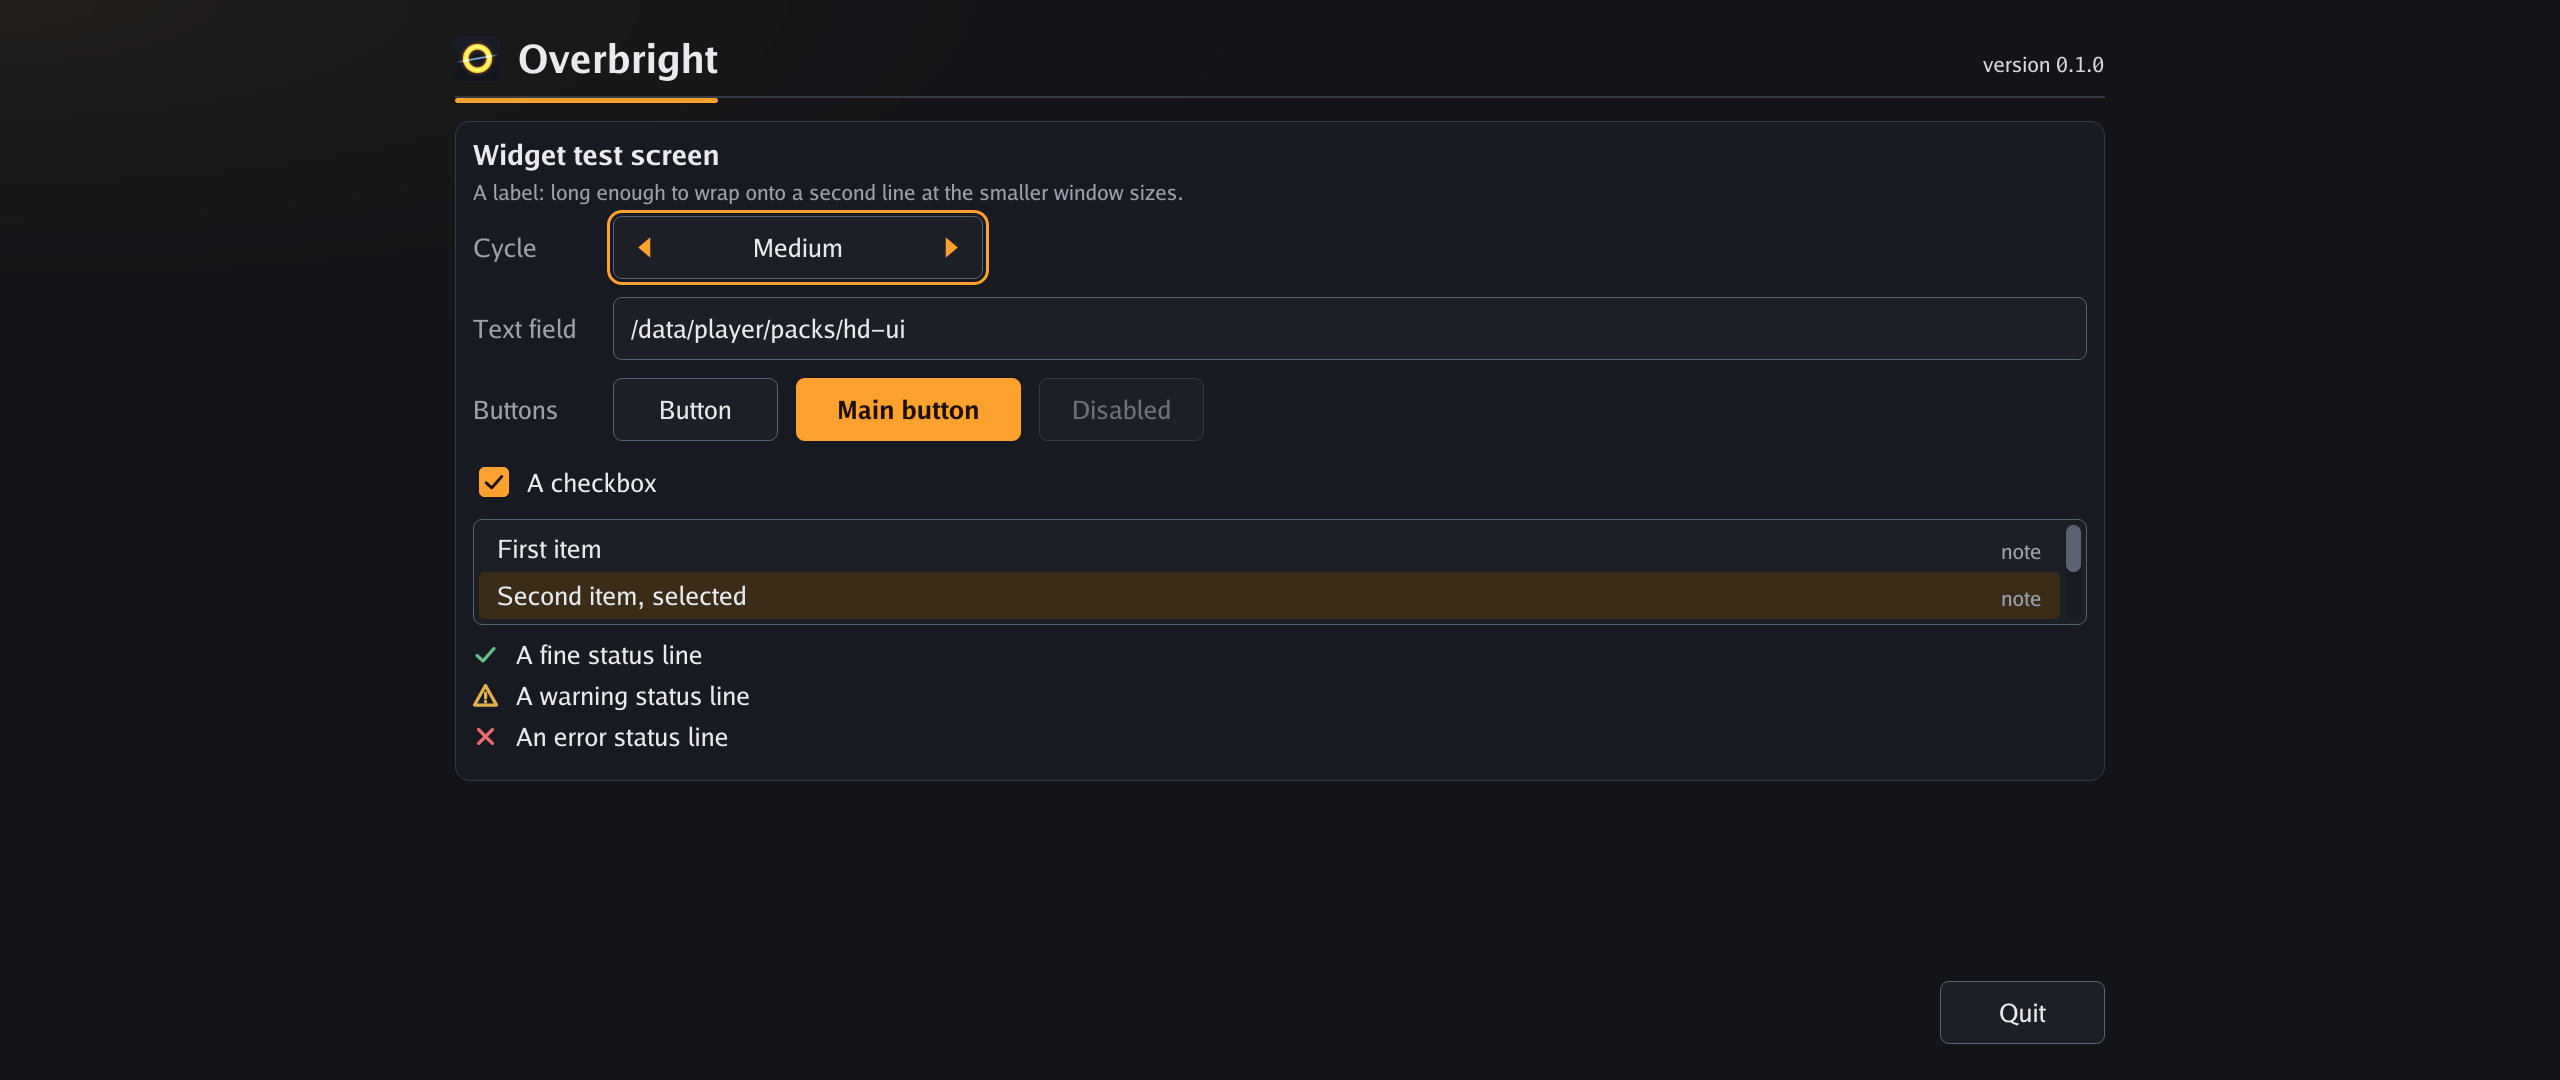 Overbright
version 0.1.0
Widget test screen
A label: long enough to wrap onto a second line at the smaller window sizes.
Cycle
Medium
Text field
/data/player/packs/hd-ui
Buttons
Button
Main button
Disabled
A checkbox
First item
note
Second item, selected
note
A fine status line
A warning status line
An error status line
Quit